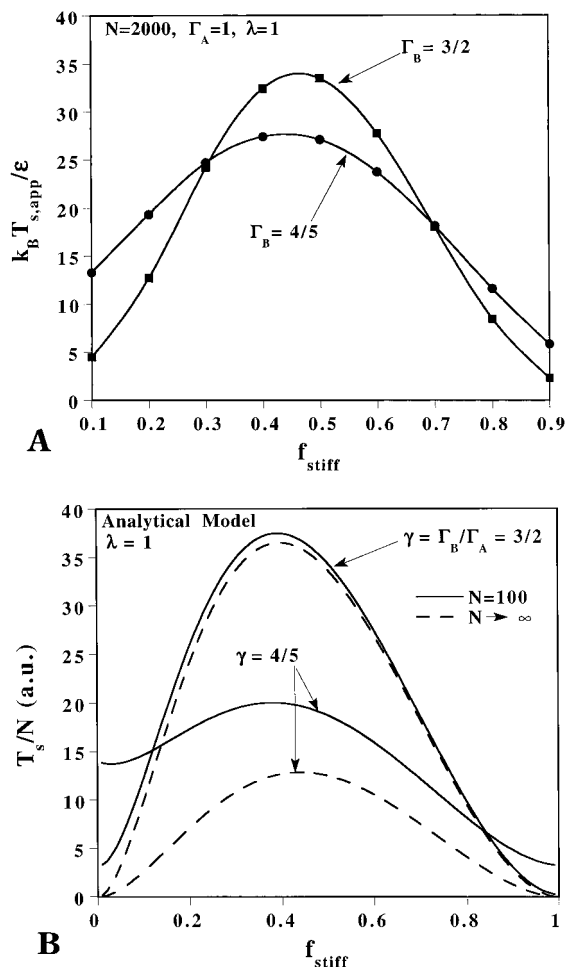 N=2000, Γ_A=1, λ=1
Γ_B = 3/2
Γ_B = 4/5
k_B T_s,app/ε
40
35
30
25
20
15
10
5
0
0.1 0.2 0.3 0.4 0.5 0.6 0.7 0.8 0.9
f_stiff
A
Analytical Model
λ = 1
γ = Γ_B/Γ_A = 3/2
N=100
N → ∞
γ = 4/5
T_s/N (a.u.)
40
35
30
25
20
15
10
5
0
0 0.2 0.4 0.6 0.8 1
f_stiff
B